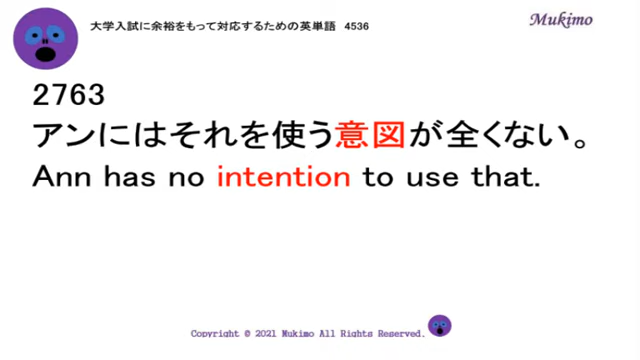 大学入試に余裕をもって対応するための英単語 4536
Mukimo
2763
アンにはそれを使う意図が全くない。
Ann has no intention to use that.
Copyright © 2021 Mukimo All Rights Reserved.